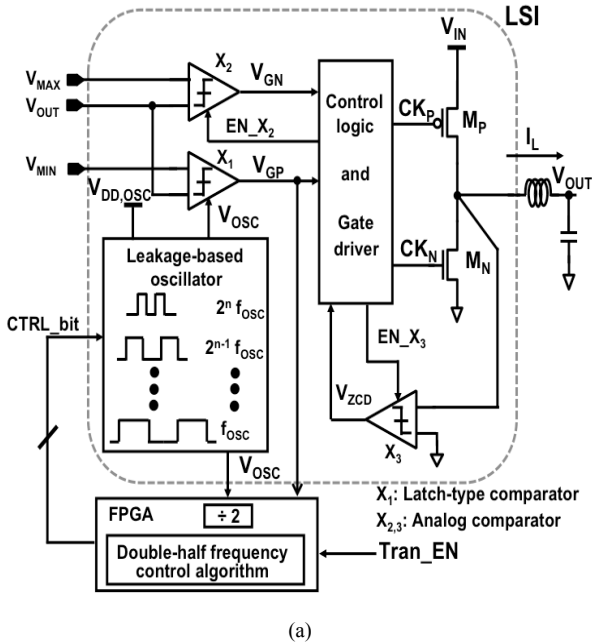 LSI
V_IN
V_MAX
V_OUT
X_2
V_GN
EN_X_2
Control
logic
and
Gate
driver
CK_P
M_P
I_L
V_OUT
V_MIN
X_1
V_GP
V_DD,OSC
V_OSC
CK_N
M_N
Leakage-based
oscillator
2^n f_OSC
2^n-1 f_OSC
f_OSC
CTRL_bit
EN_X_3
V_ZCD
X_3
V_OSC
X_1: Latch-type comparator
X_2,3: Analog comparator
FPGA
÷ 2
Double-half frequency
control algorithm
Tran_EN
(a)